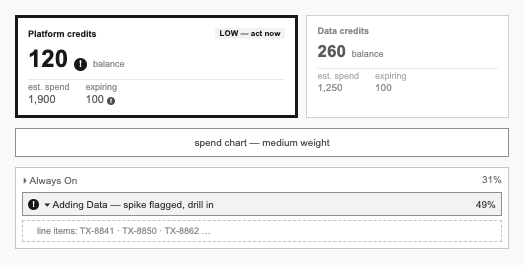 Platform credits
LOW — act now
120 ! balance
est. spend expiring
1,900 100 !
Data credits
260 balance
est. spend expiring
1,250 100
spend chart — medium weight
Always On 31%
! Adding Data — spike flagged, drill in 49%
line items: TX-8841 · TX-8850 · TX-8862 ...